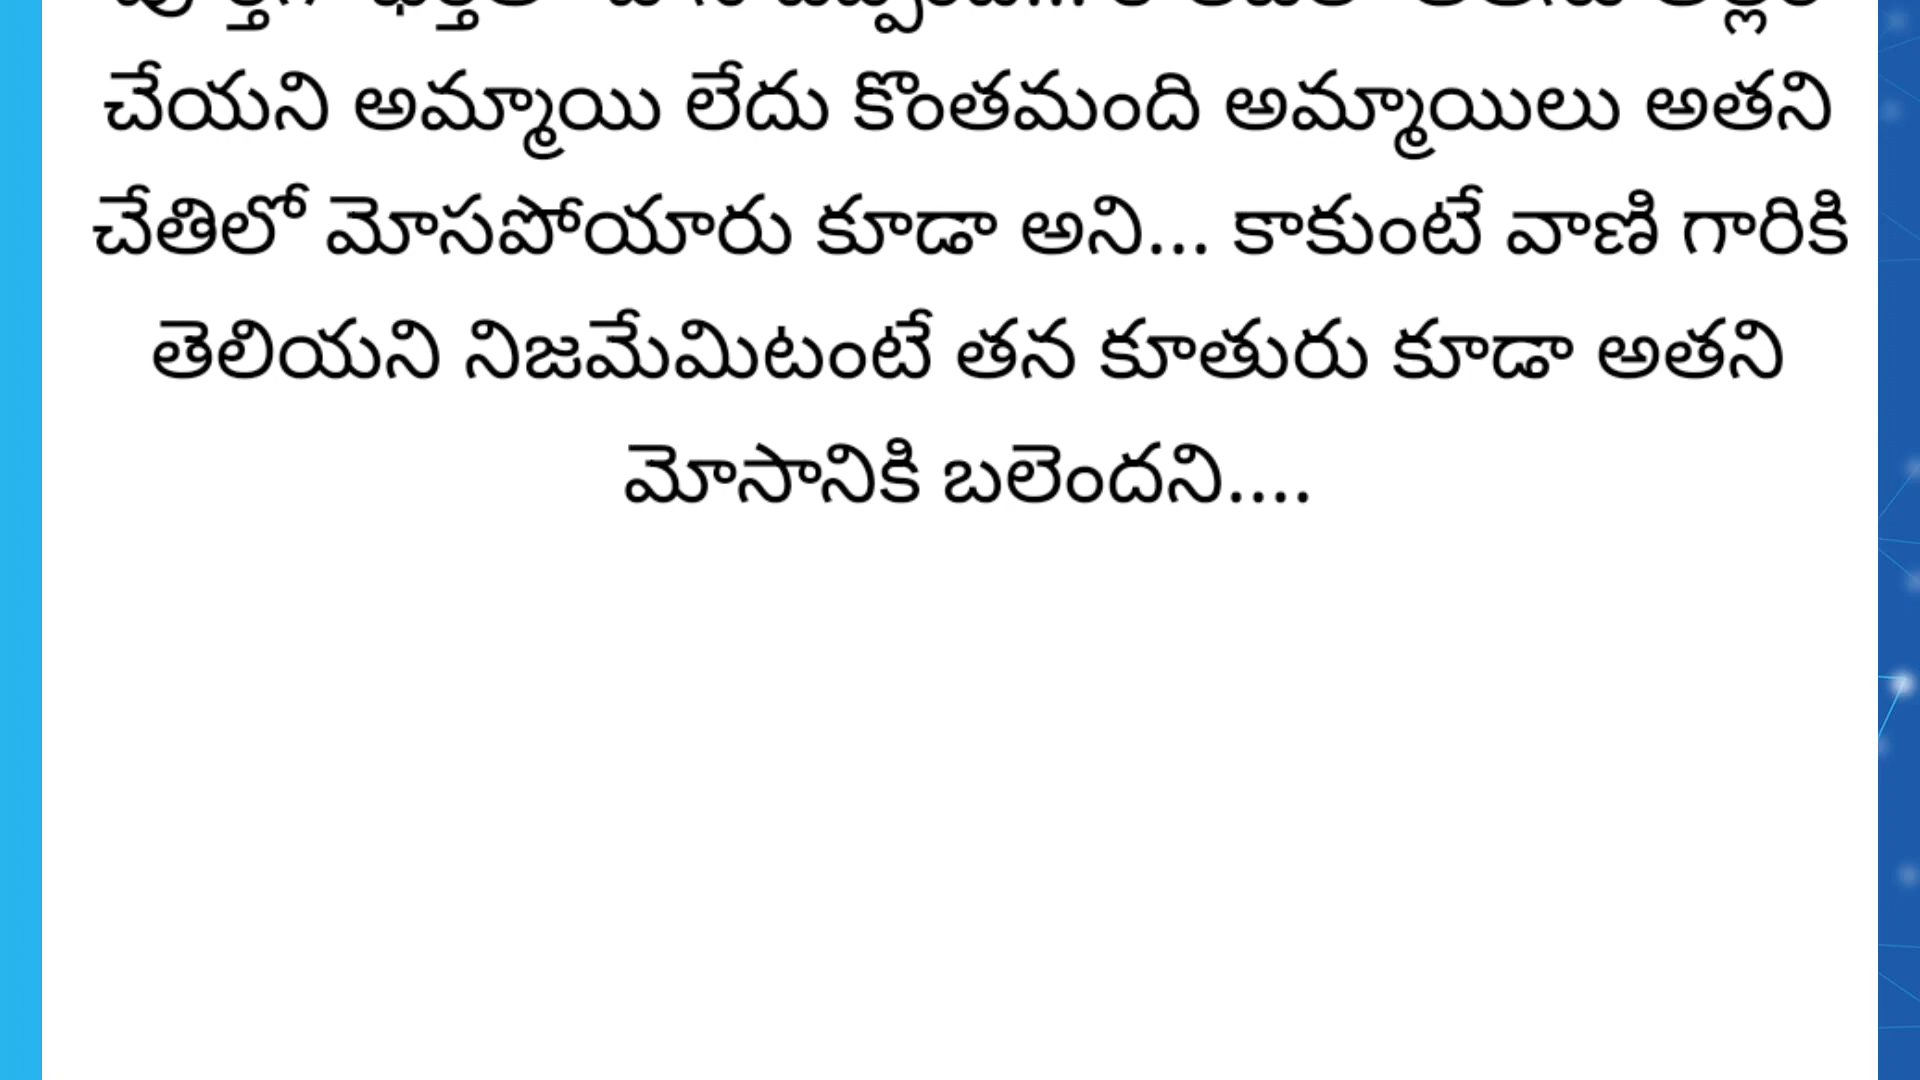 చేయని అమ్మాయి లేదు కొంతమంది అమ్మాయిలు అతని
చేతిలో మోసపోయారు కూడా అని... కాకుంటే వాణి గారికి
తెలియని నిజమేమిటంటే తన కూతురు కూడా అతని
మోసానికి బలెందని....